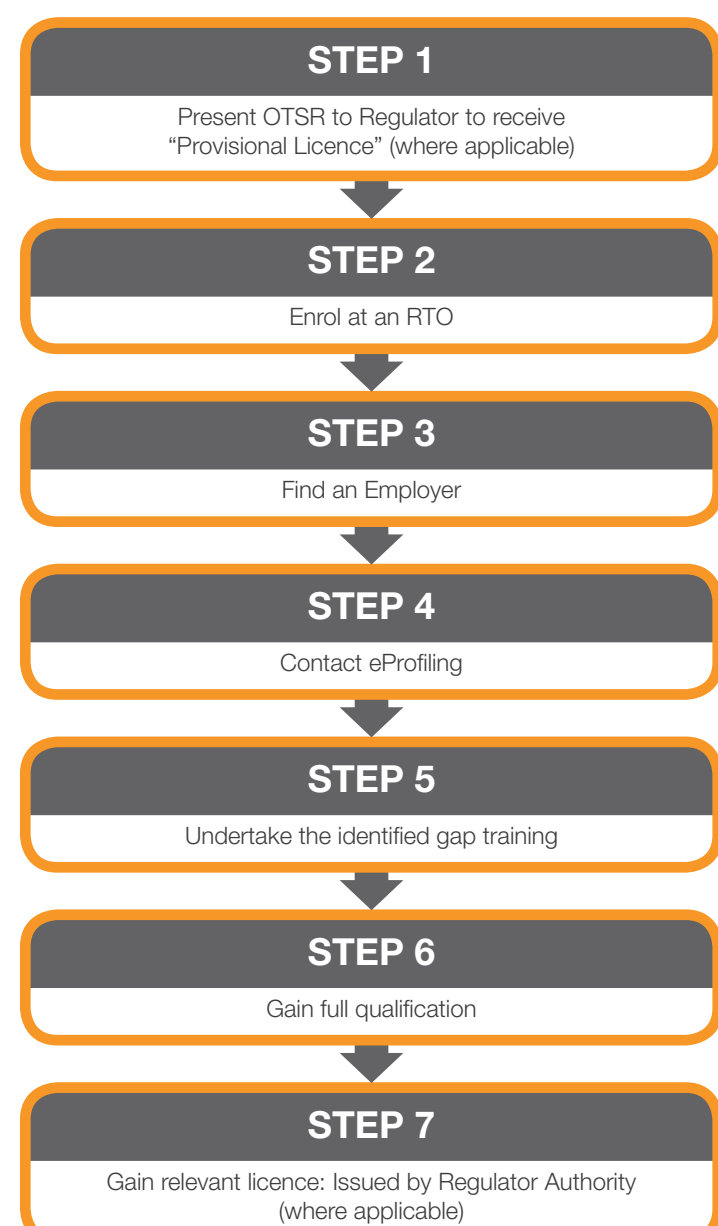 STEP 1
Present OTSR to Regulator to receive
“Provisional Licence” (where applicable)
STEP 2
Enrol at an RTO
STEP 3
Find an Employer
STEP 4
Contact eProfiling
STEP 5
Undertake the identified gap training
STEP 6
Gain full qualification
STEP 7
Gain relevant licence: Issued by Regulator Authority
(where applicable)